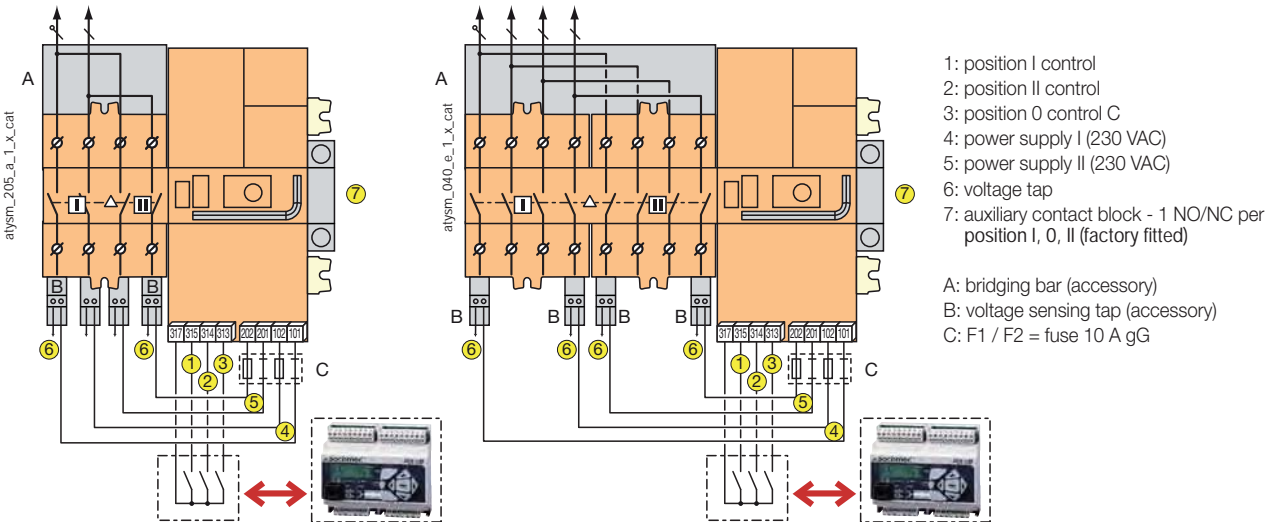 A
atysm_205_a_1_x_cat
I
II
7
B
B
317 315 314 313
202 201 102 101
6
6
1
3
2
C
5
4
A
atysm_040_e_1_x_cat
I
II
7
B
B
B
B
317 315 314 313
202 201 102 101
6
6
6
6
1
3
2
C
5
4
1: position I control
2: position II control
3: position 0 control C
4: power supply I (230 VAC)
5: power supply II (230 VAC)
6: voltage tap
7: auxiliary contact block - 1 NO/NC per
position I, 0, II (factory fitted)
A: bridging bar (accessory)
B: voltage sensing tap (accessory)
C: F1 / F2 = fuse 10 A gG